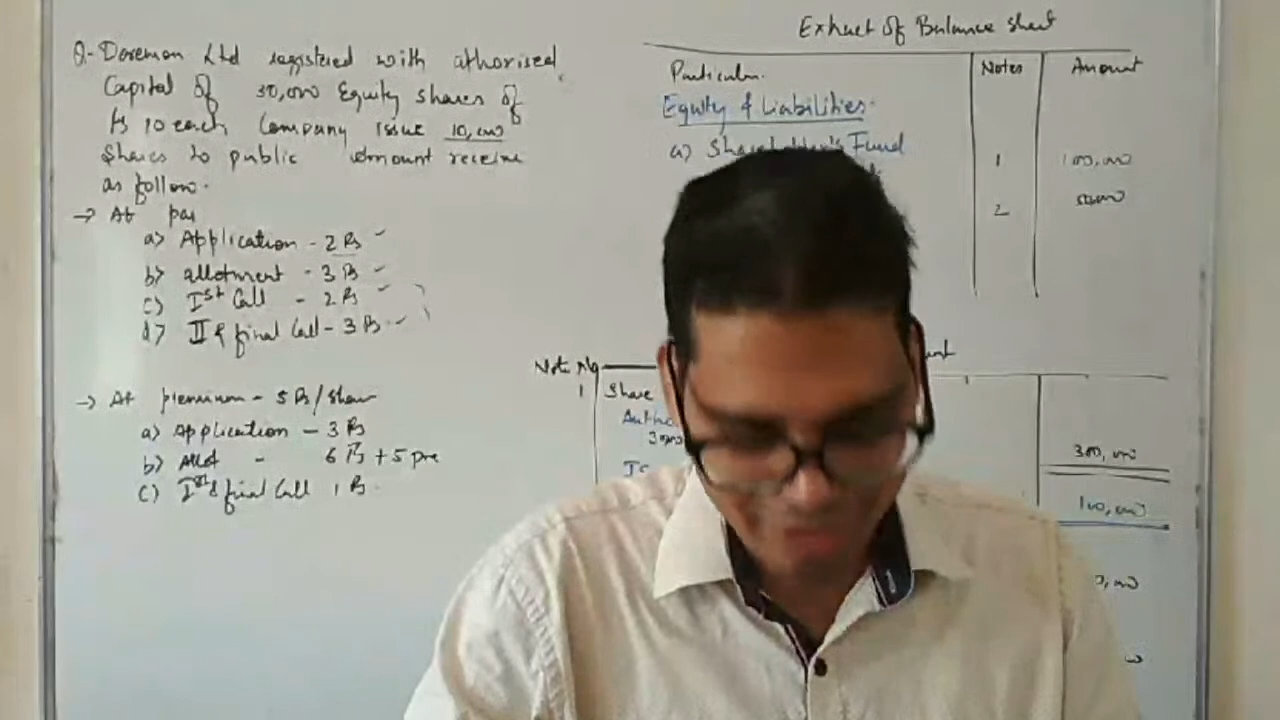 Q- Doremon Ltd registered with athorised
Capital of 30,000 Equity shares of
Rs 10 each Company issue 10,000
Shares to public amount receive
as follow.
→ At par
a) Application - 2 Rs
b) allotment - 3 Rs
c) Ist Call - 2 Rs
d) II & final Call - 3 Rs
→ At premium - 5 Rs/share
a) Application - 3 Rs
b) Allot - 6 Rs + 5 pre
c) Ist & final Call 1 Rs
Extract of Balance sheet
Particular. Notes Amount
Equity & Liabilities.
a) Shareholder's Fund
1 100,000
2 50,000
Note No
1 Share
300,000
100,000